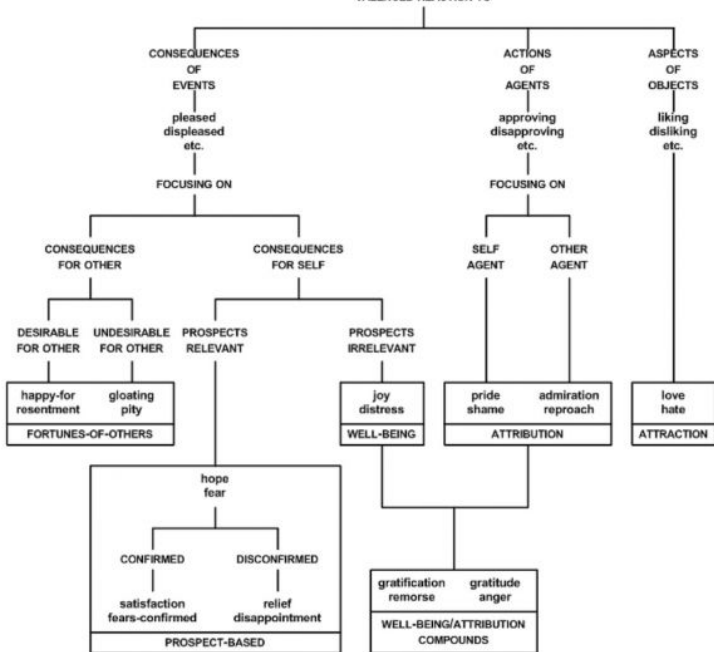 CONSEQUENCES
OF
EVENTS
ACTIONS
OF
AGENTS
ASPECTS
OF
OBJECTS
pleased
displeased
etc.
approving
disapproving
etc.
liking
disliking
etc.
FOCUSING ON
FOCUSING ON
CONSEQUENCES
FOR OTHER
CONSEQUENCES
FOR SELF
SELF
AGENT
OTHER
AGENT
DESIRABLE
FOR OTHER
UNDESIRABLE
FOR OTHER
PROSPECTS
RELEVANT
PROSPECTS
IRRELEVANT
happy-for
resentment
gloating
pity
FORTUNES-OF-OTHERS
joy
distress
WELL-BEING
pride
shame
admiration
reproach
ATTRIBUTION
love
hate
ATTRACTION
hope
fear
CONFIRMED
DISCONFIRMED
satisfaction
fears-confirmed
relief
disappointment
PROSPECT-BASED
gratification
remorse
gratitude
anger
WELL-BEING/ATTRIBUTION
COMPOUNDS